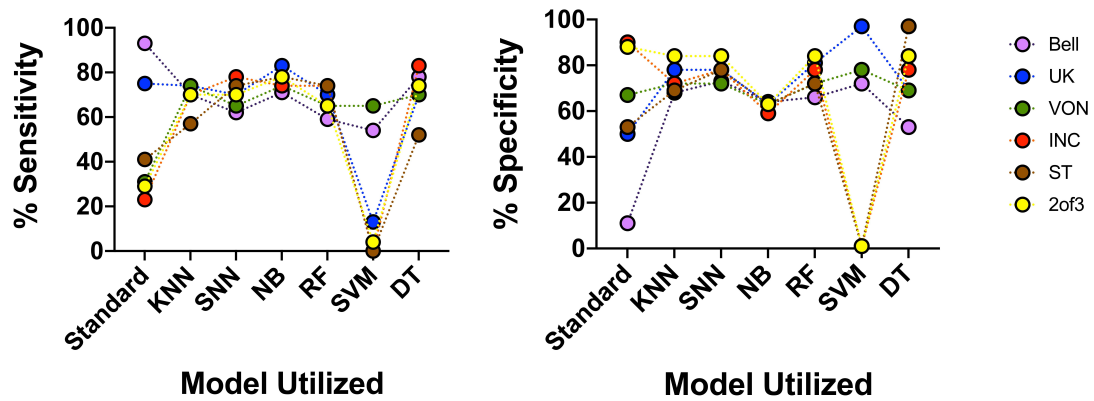 % Sensitivity
100
80
60
40
20
0
Standard
KNN
SNN
NB
RF
SVM
DT
Model Utilized
% Specificity
100
80
60
40
20
0
Standard
KNN
SNN
NB
RF
SVM
DT
Model Utilized
Bell
UK
VON
INC
ST
2of3